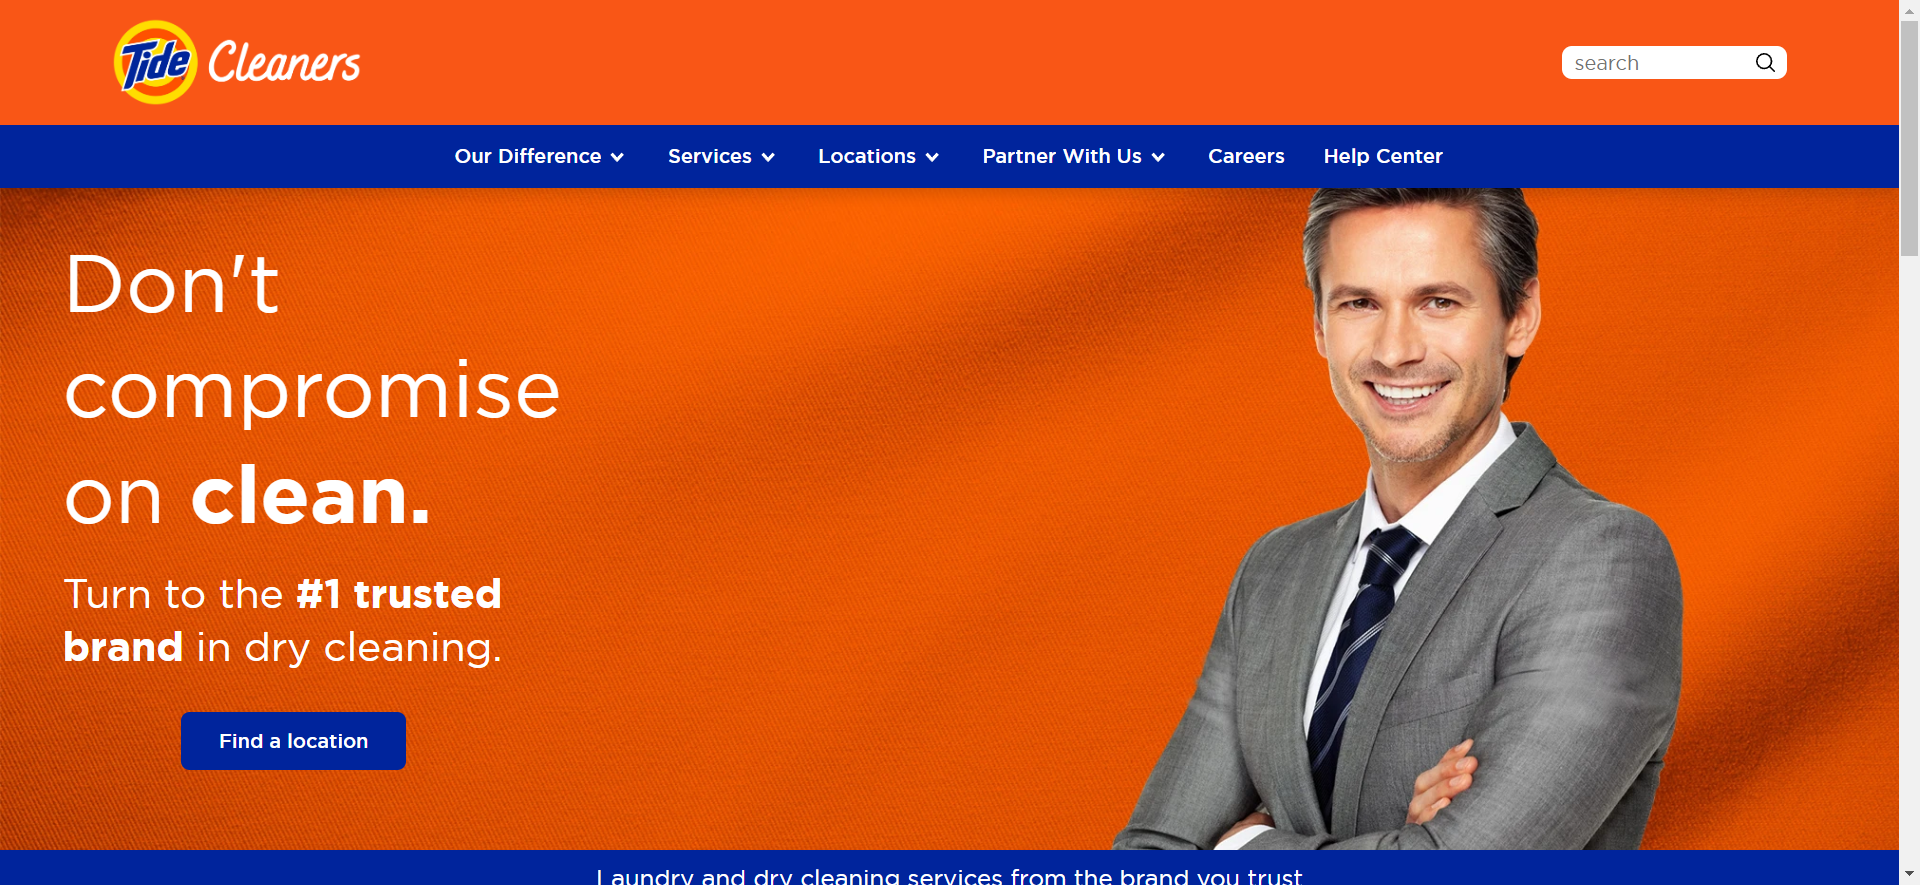 Tide Cleaners
search
Our Difference Services Locations Partner With Us Careers Help Center
Don't
compromise
on clean.
Turn to the #1 trusted
brand in dry cleaning.
Find a location
Laundry and dry cleaning services from the brand you trust